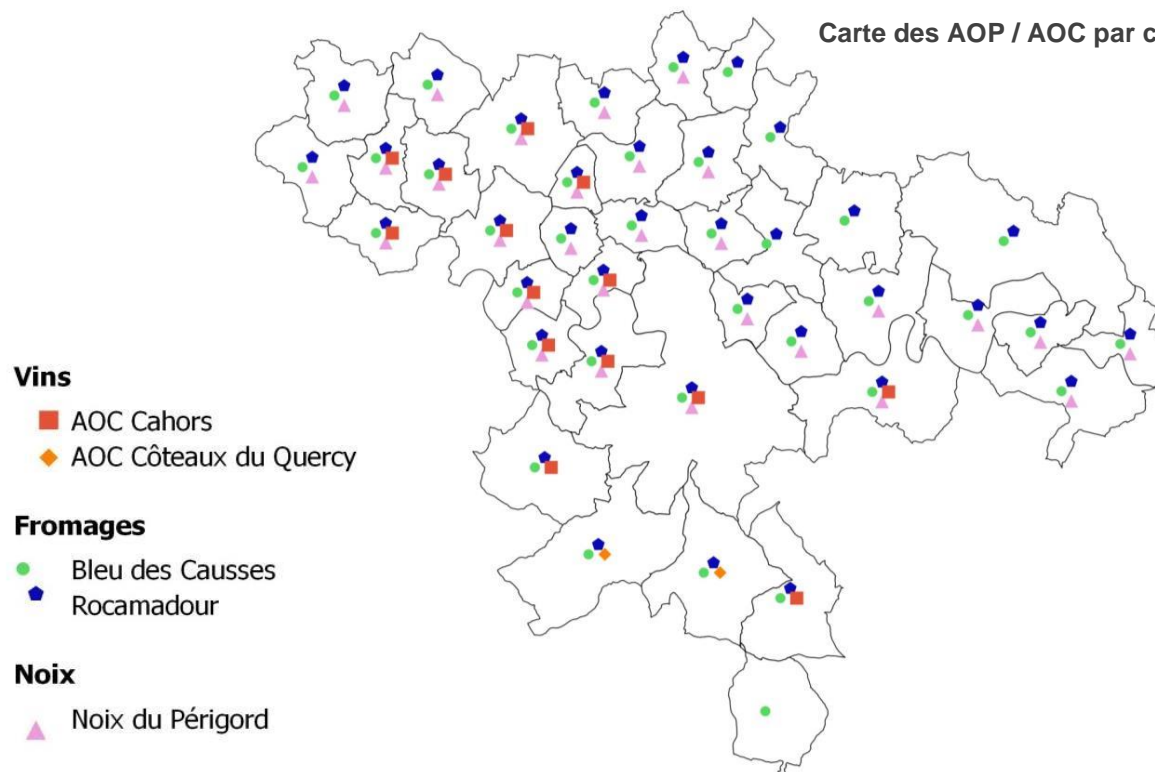 Carte des AOP / AOC par c
Vins
AOC Cahors
AOC Côteaux du Quercy
Fromages
Bleu des Causses
Rocamadour
Noix
Noix du Périgord